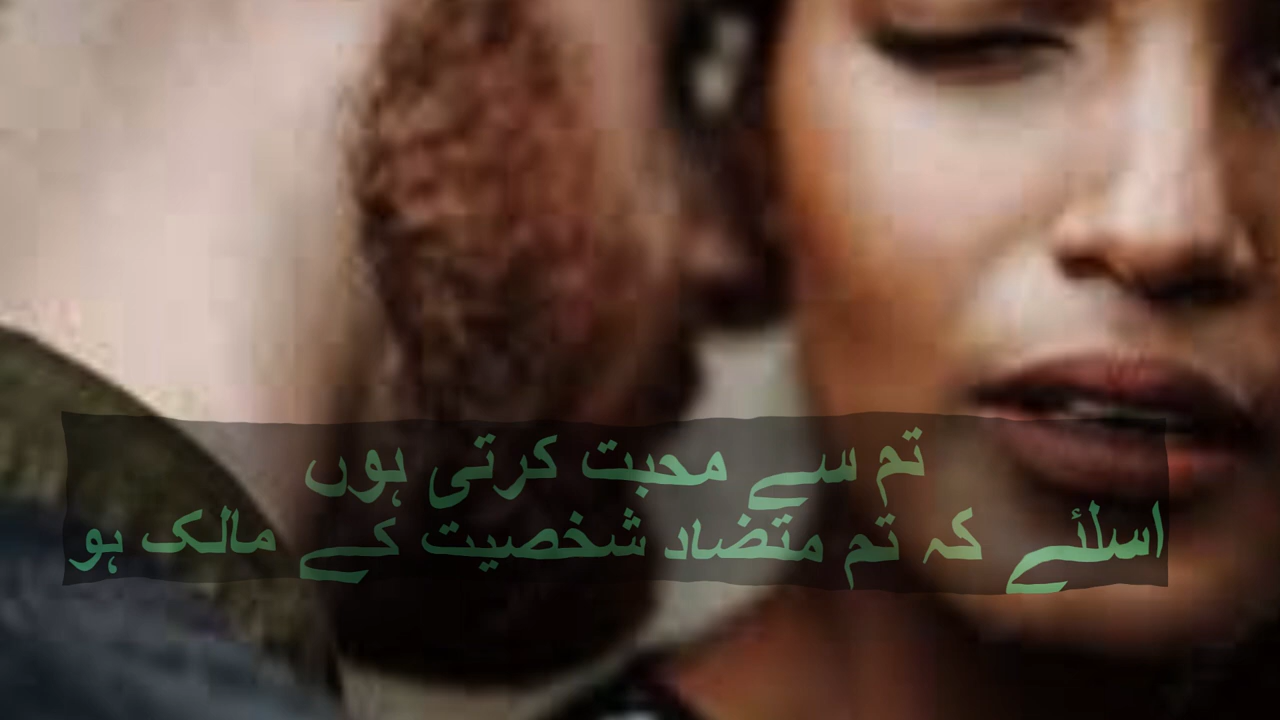 تم سے محبت کرتی ہوں
اسلئے کہ تم متضاد شخصیت کے مالک ہو